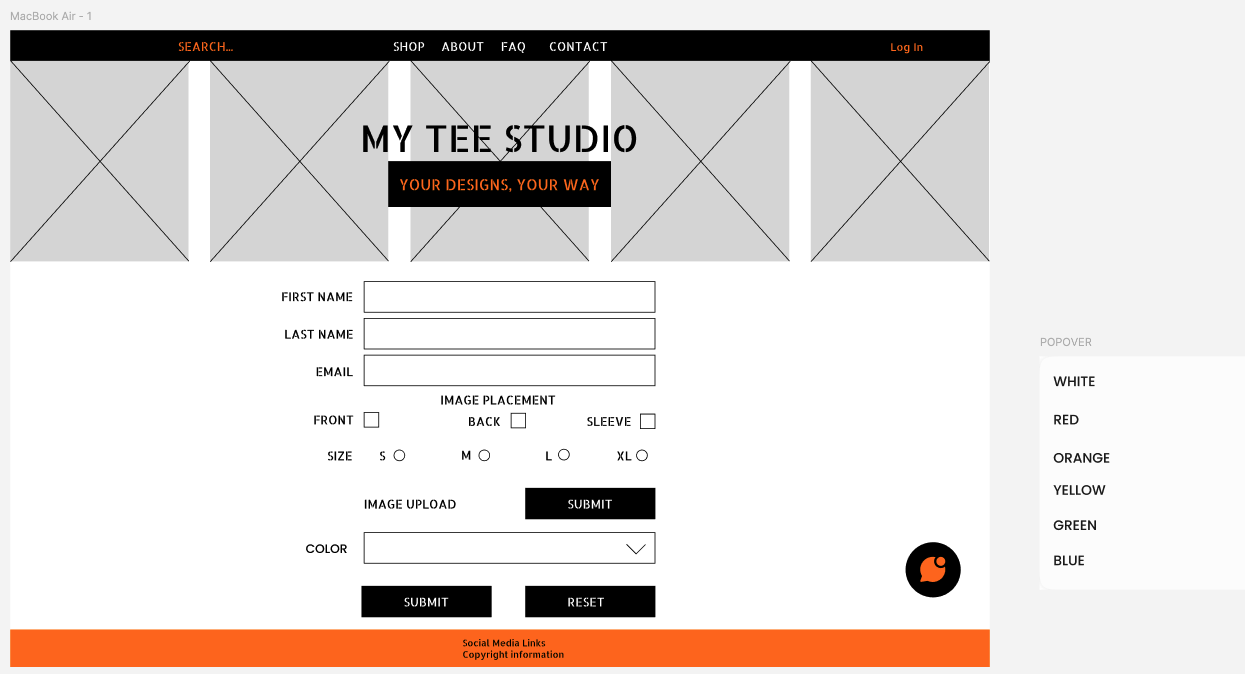 MacBook Air - 1
SEARCH... SHOP ABOUT FAQ CONTACT Log In
MY TEE STUDIO
YOUR DESIGNS, YOUR WAY
FIRST NAME
LAST NAME
EMAIL
IMAGE PLACEMENT
FRONT BACK SLEEVE
SIZE S M L XL
IMAGE UPLOAD SUBMIT
COLOR
SUBMIT RESET
Social Media Links
Copyright information
POPOVER
WHITE
RED
ORANGE
YELLOW
GREEN
BLUE